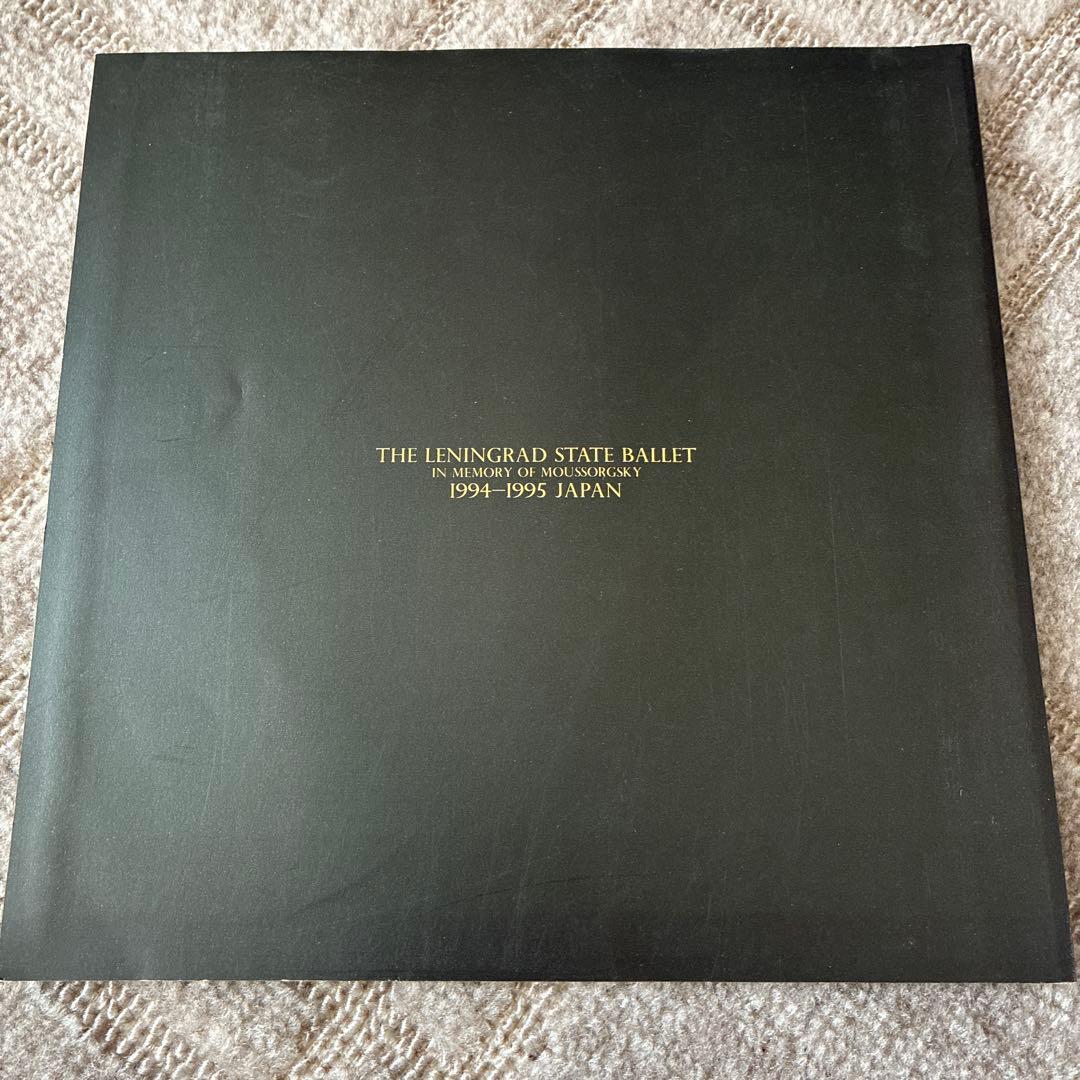 THE LENINGRAD STATE BALLET
IN MEMORY OF MOUSSORGSKY
1994–1995 JAPAN